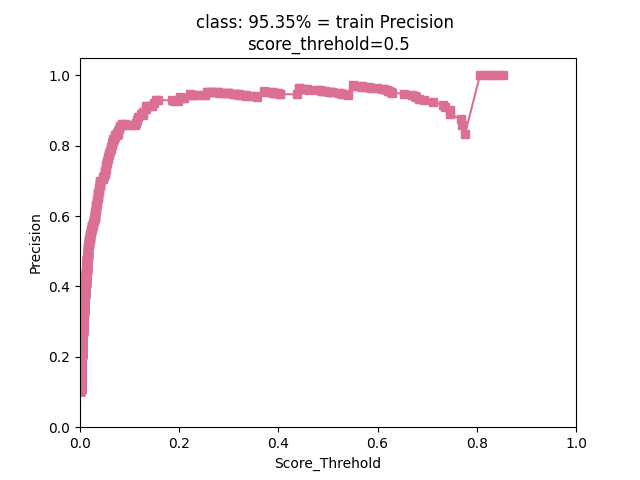 class: 95.35% = train Precision
score_threhold=0.5
1.0
0.8
0.6
0.4
0.2
0.0
Precision
0.0 0.2 0.4 0.6 0.8 1.0
Score_Threhold